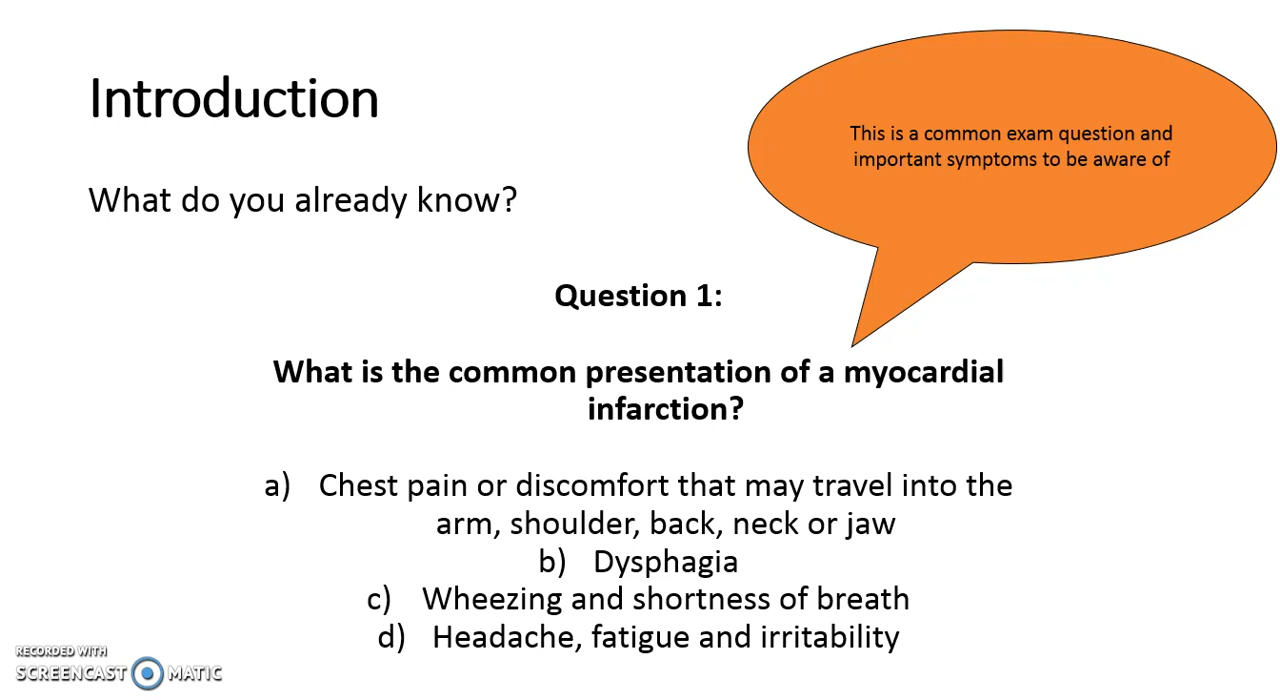 Introduction
This is a common exam question and
important symptoms to be aware of
What do you already know?
Question 1:
What is the common presentation of a myocardial
infarction?
a) Chest pain or discomfort that may travel into the
arm, shoulder, back, neck or jaw
b) Dysphagia
c) Wheezing and shortness of breath
d) Headache, fatigue and irritability
RECORDED WITH
SCREENCAST MATIC